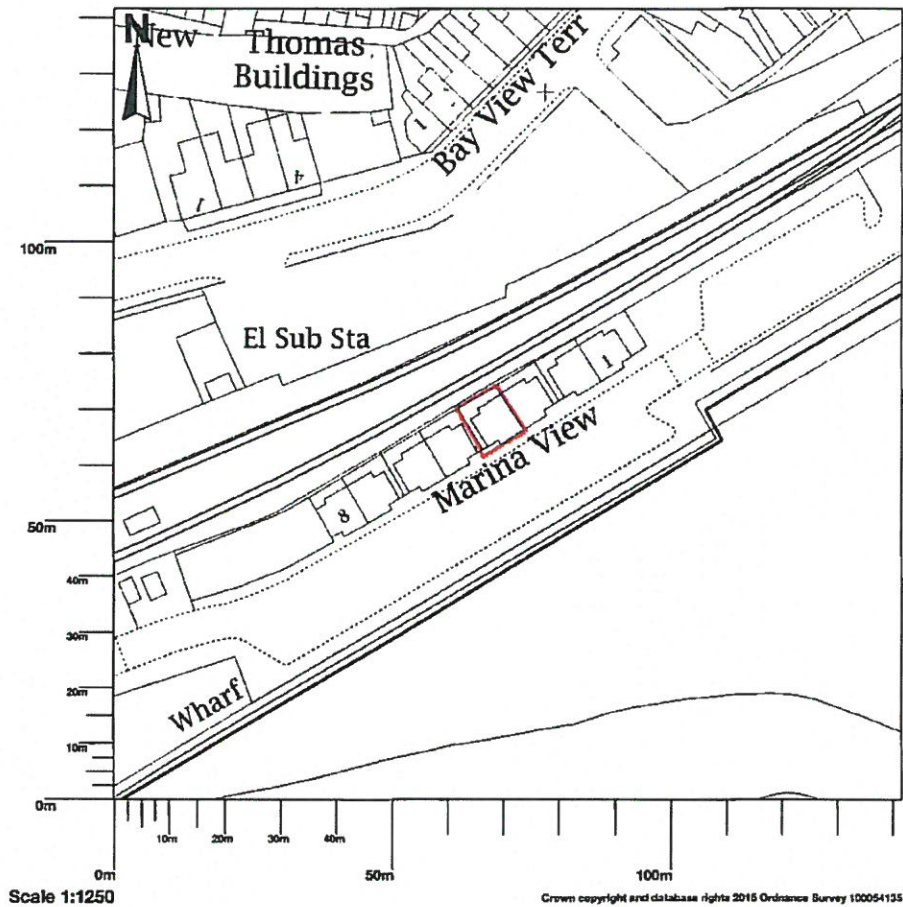 N
New
Thomas
Buildings
1
Bay View Terr
1
4
100m
El Sub Sta
1
Marina View
50m
8
40m
30m
20m
Wharf
10m
0m
10m
20m
30m
40m
0m
50m
100m
Scale 1:1250
Crown copyright and database rights 2015 Ordnance Survey 100054135